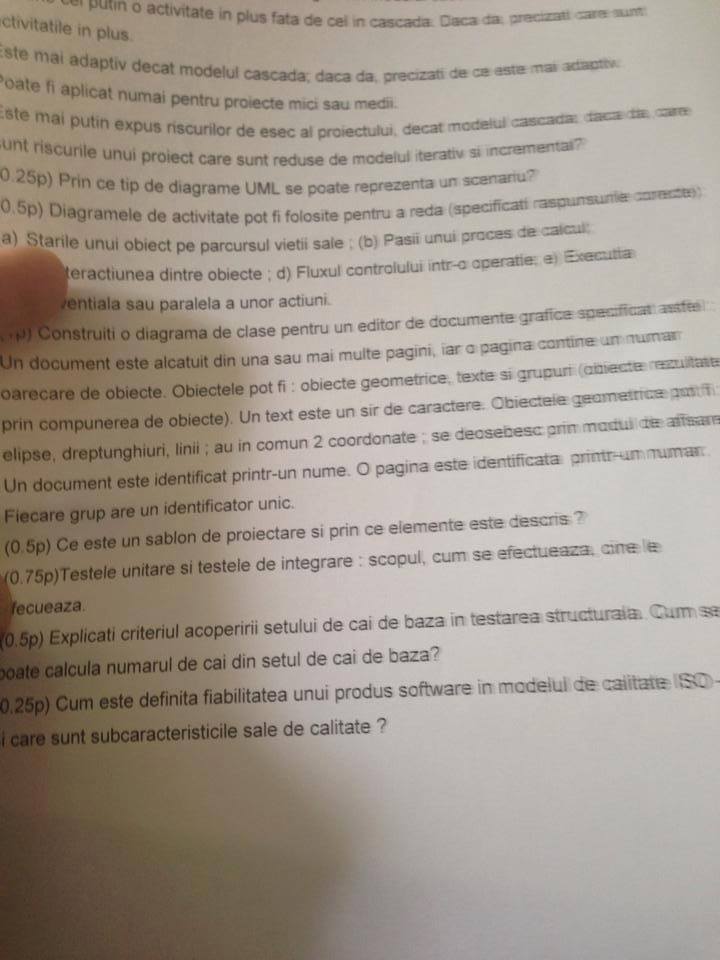 putin o activitate in plus fata de cel in cascada. Daca da, precizati care sunt
ctivitatile in plus.
Este mai adaptiv decat modelul cascada; daca da, precizati de ce este mai adaptiv.
Poate fi aplicat numai pentru proiecte mici sau medii.
Este mai putin expus riscurilor de esec al proiectului, decat modelul cascada; daca da, care
sunt riscurile unui proiect care sunt reduse de modelul iterativ si incremental?
0.25p) Prin ce tip de diagrame UML se poate reprezenta un scenariu?
0.5p) Diagramele de activitate pot fi folosite pentru a reda (specificati raspunsurile corecte):
a) Starile unui obiect pe parcursul vietii sale ; (b) Pasii unui proces de calcul;
teractiunea dintre obiecte ; d) Fluxul controlului intr-o operatie; e) Executia
ventiala sau paralela a unor actiuni.
p) Construiti o diagrama de clase pentru un editor de documente grafice specificat astfel :
Un document este alcatuit din una sau mai multe pagini, iar o pagina contine un numar
oarecare de obiecte. Obiectele pot fi : obiecte geometrice, texte si grupuri (obiecte rezultate
prin compunerea de obiecte). Un text este un sir de caractere. Obiectele geometrice pot fi:
elipse, dreptunghiuri, linii ; au in comun 2 coordonate ; se deosebesc prin modul de afisare
Un document este identificat printr-un nume. O pagina este identificata printr-un numar.
Fiecare grup are un identificator unic.
(0.5p) Ce este un sablon de proiectare si prin ce elemente este descris ?
(0.75p)Testele unitare si testele de integrare : scopul, cum se efectueaza, cine le
fecueaza.
(0.5p) Explicati criteriul acoperirii setului de cai de baza in testarea structurala. Cum se
poate calcula numarul de cai din setul de cai de baza?
0.25p) Cum este definita fiabilitatea unui produs software in modelul de calitate ISO -
i care sunt subcaracteristicile sale de calitate ?